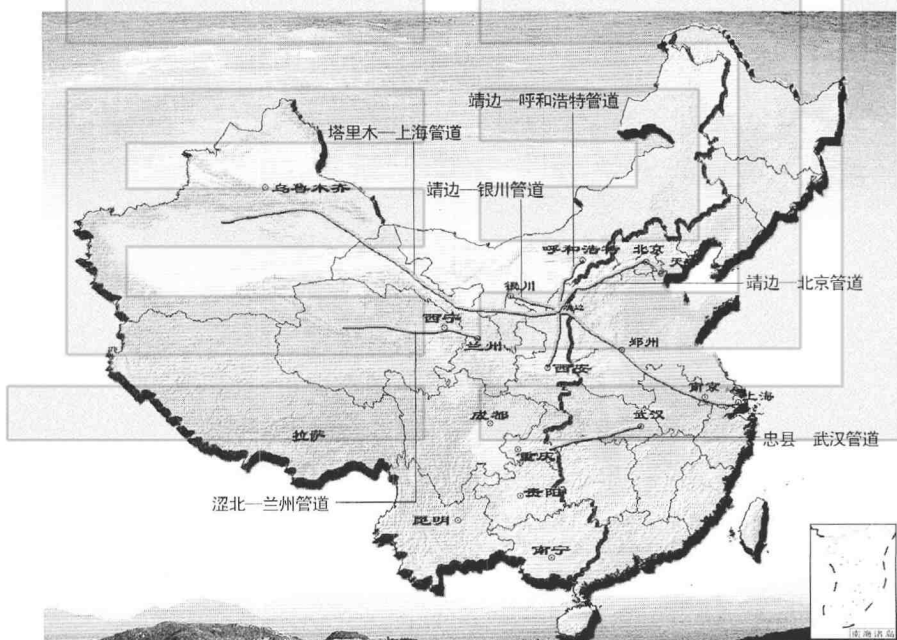 靖边—呼和浩特管道
塔里木—上海管道
靖边—银川管道
乌鲁木齐
呼和浩特
北京
天津
靖边—北京管道
银川
靖边
西宁
兰州
郑州
西安
南京
上海
武汉
成都
忠县 武汉管道
拉萨
重庆
贵阳
涩北—兰州管道
昆明
南宁
南海诸岛